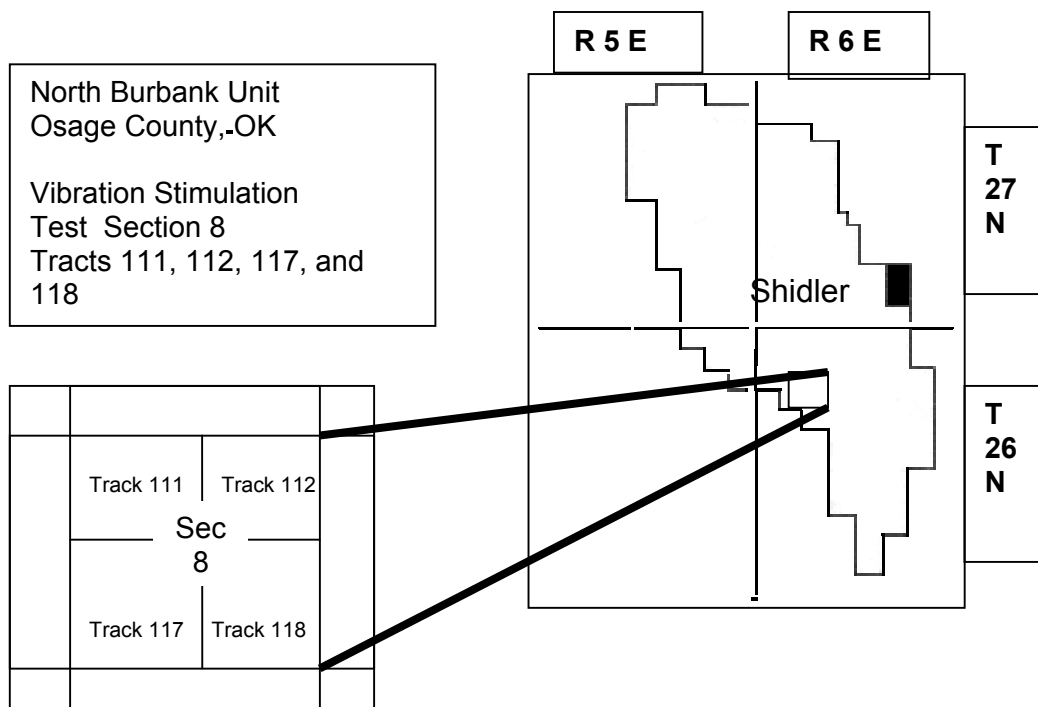 R 5 E
R 6 E
North Burbank Unit
Osage County,-OK
Vibration Stimulation
Test Section 8
Tracts 111, 112, 117, and
118
T
27
N
Shidler
T
26
N
Track 111
Track 112
Sec
8
Track 117
Track 118